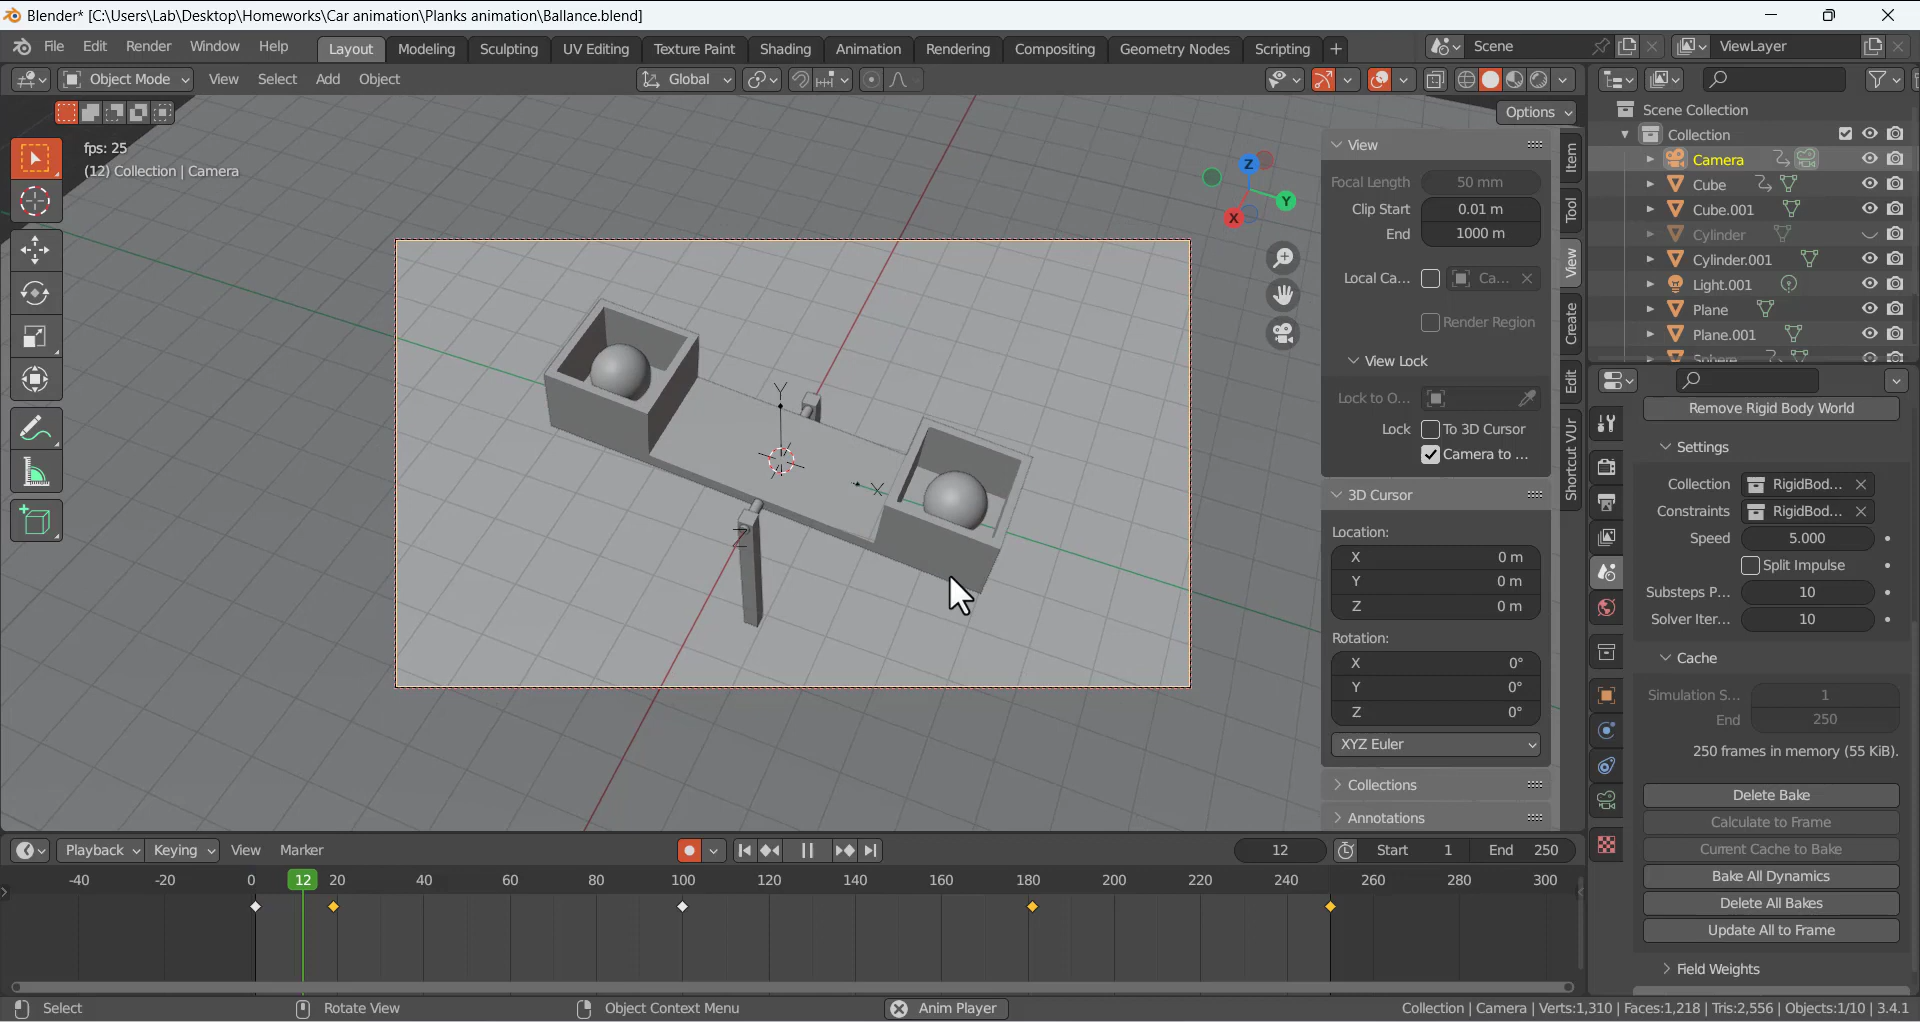 Blender* [C:\Users\Lab\Desktop\Homeworks\Car animation\Planks animation\Ballance.blend]
File Edit Render Window Help Layout Modeling Sculpting UV Editing Texture Paint Shading Animation Rendering Compositing Geometry Nodes Scripting + Scene ViewLayer
Object Mode View Select Add Object Global
Options
fps: 25
(12) Collection | Camera
Z
Y
X
View
Focal Length 50 mm
Clip Start 0.01 m
End 1000 m
Local Ca... Ca...
Render Region
View Lock
Lock to O...
Lock To 3D Cursor
Camera to ...
3D Cursor
Location:
X 0 m
Y 0 m
Z 0 m
Rotation:
X 0°
Y 0°
Z 0°
XYZ Euler
Collections
Annotations
Item
Tool
View
Create
Edit
Shortcut VUr
Y
X
Scene Collection
Collection
Camera
Cube
Cube.001
Cylinder
Cylinder.001
Light.001
Plane
Plane.001
Sphere
Remove Rigid Body World
Settings
Collection RigidBod...
Constraints RigidBod...
Speed 5.000
Split Impulse
Substeps P... 10
Solver Iter... 10
Cache
Simulation S... 1
End 250
250 frames in memory (55 KiB).
Delete Bake
Calculate to Frame
Current Cache to Bake
Bake All Dynamics
Delete All Bakes
Update All to Frame
Field Weights
Playback Keying View Marker 12 Start 1 End 250
-40 -20 0 12 20 40 60 80 100 120 140 160 180 200 220 240 260 280 300
Select Rotate View Object Context Menu Anim Player Collection | Camera | Verts:1,310 | Faces:1,218 | Tris:2,556 | Objects:1/10 | 3.4.1